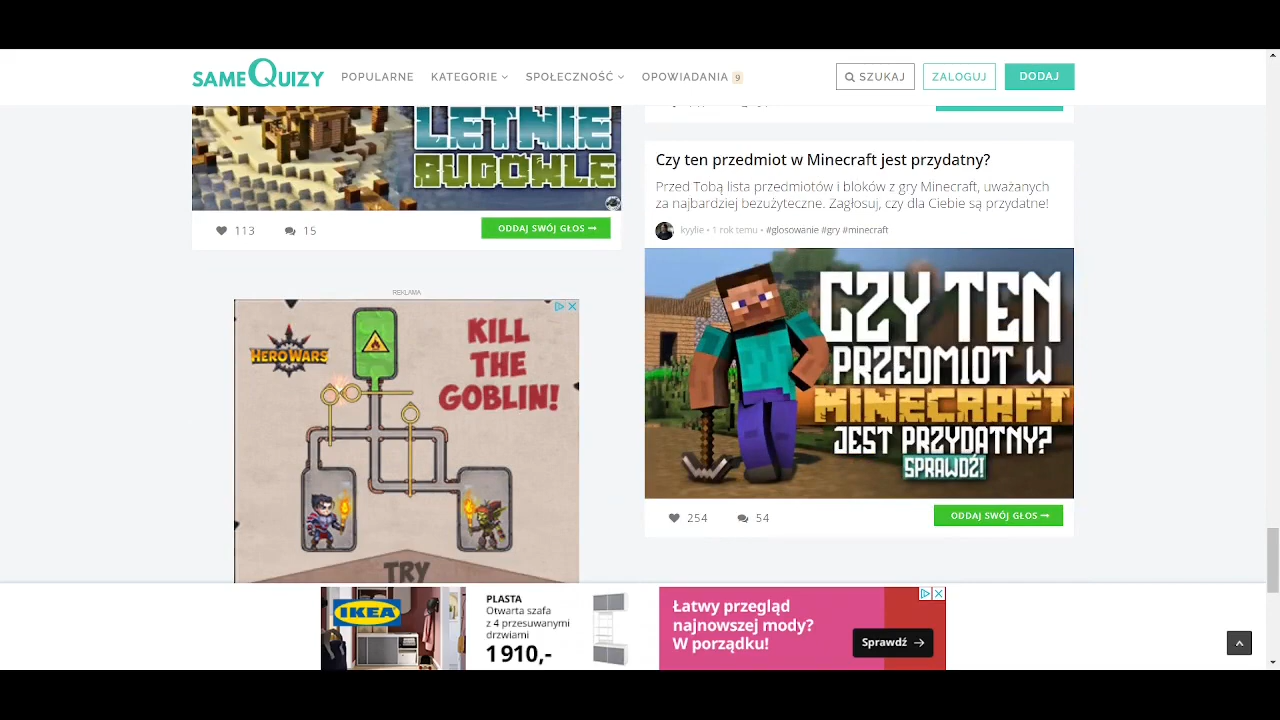 SAMEQUIZY
POPULARNE
KATEGORIE
SPOŁECZNOŚĆ
OPOWIADANIA 9
SZUKAJ
ZALOGUJ
DODAJ
LETNIE
BUDOWLE
113
15
ODDAJ SWÓJ GŁOS
REKLAMA
HERO WARS
KILL
THE
GOBLIN!
TRY
Czy ten przedmiot w Minecraft jest przydatny?
Przed Tobą lista przedmiotów i bloków z gry Minecraft, uważanych
za najbardziej bezużyteczne. Zagłosuj, czy dla Ciebie są przydatne!
kyylie • 1 rok temu • #glosowanie #gry #minecraft
CZY TEN
PRZEDMIOT W
MINECRAFT
JEST PRZYDATNY?
SPRAWDŹ!
254
54
ODDAJ SWÓJ GŁOS
IKEA
PLASTA
Otwarta szafa
z 4 przesuwanymi
drzwiami
1 910,-
Łatwy przegląd
najnowszej mody?
W porządku!
Sprawdź